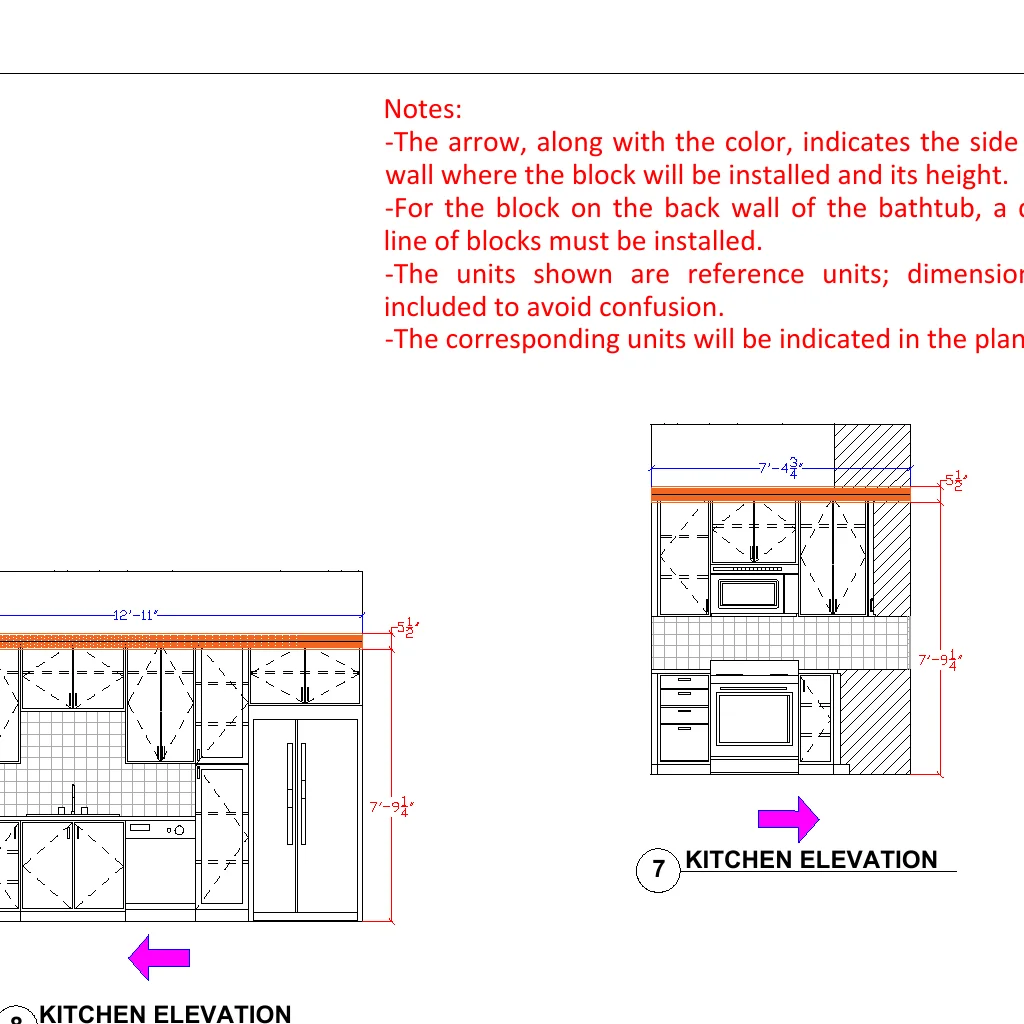 Notes:
-The arrow, along with the color, indicates the side
wall where the block will be installed and its height.
-For the block on the back wall of the bathtub, a
line of blocks must be installed.
-The units shown are reference units;
included to avoid confusion.
-The corresponding units will be indicated in the plan
7'-4 3/4"
5 1/2"
7'-9 1/4"
7 KITCHEN ELEVATION
12'-11"
5 1/2"
7'-9 1/4"
8 KITCHEN ELEVATION